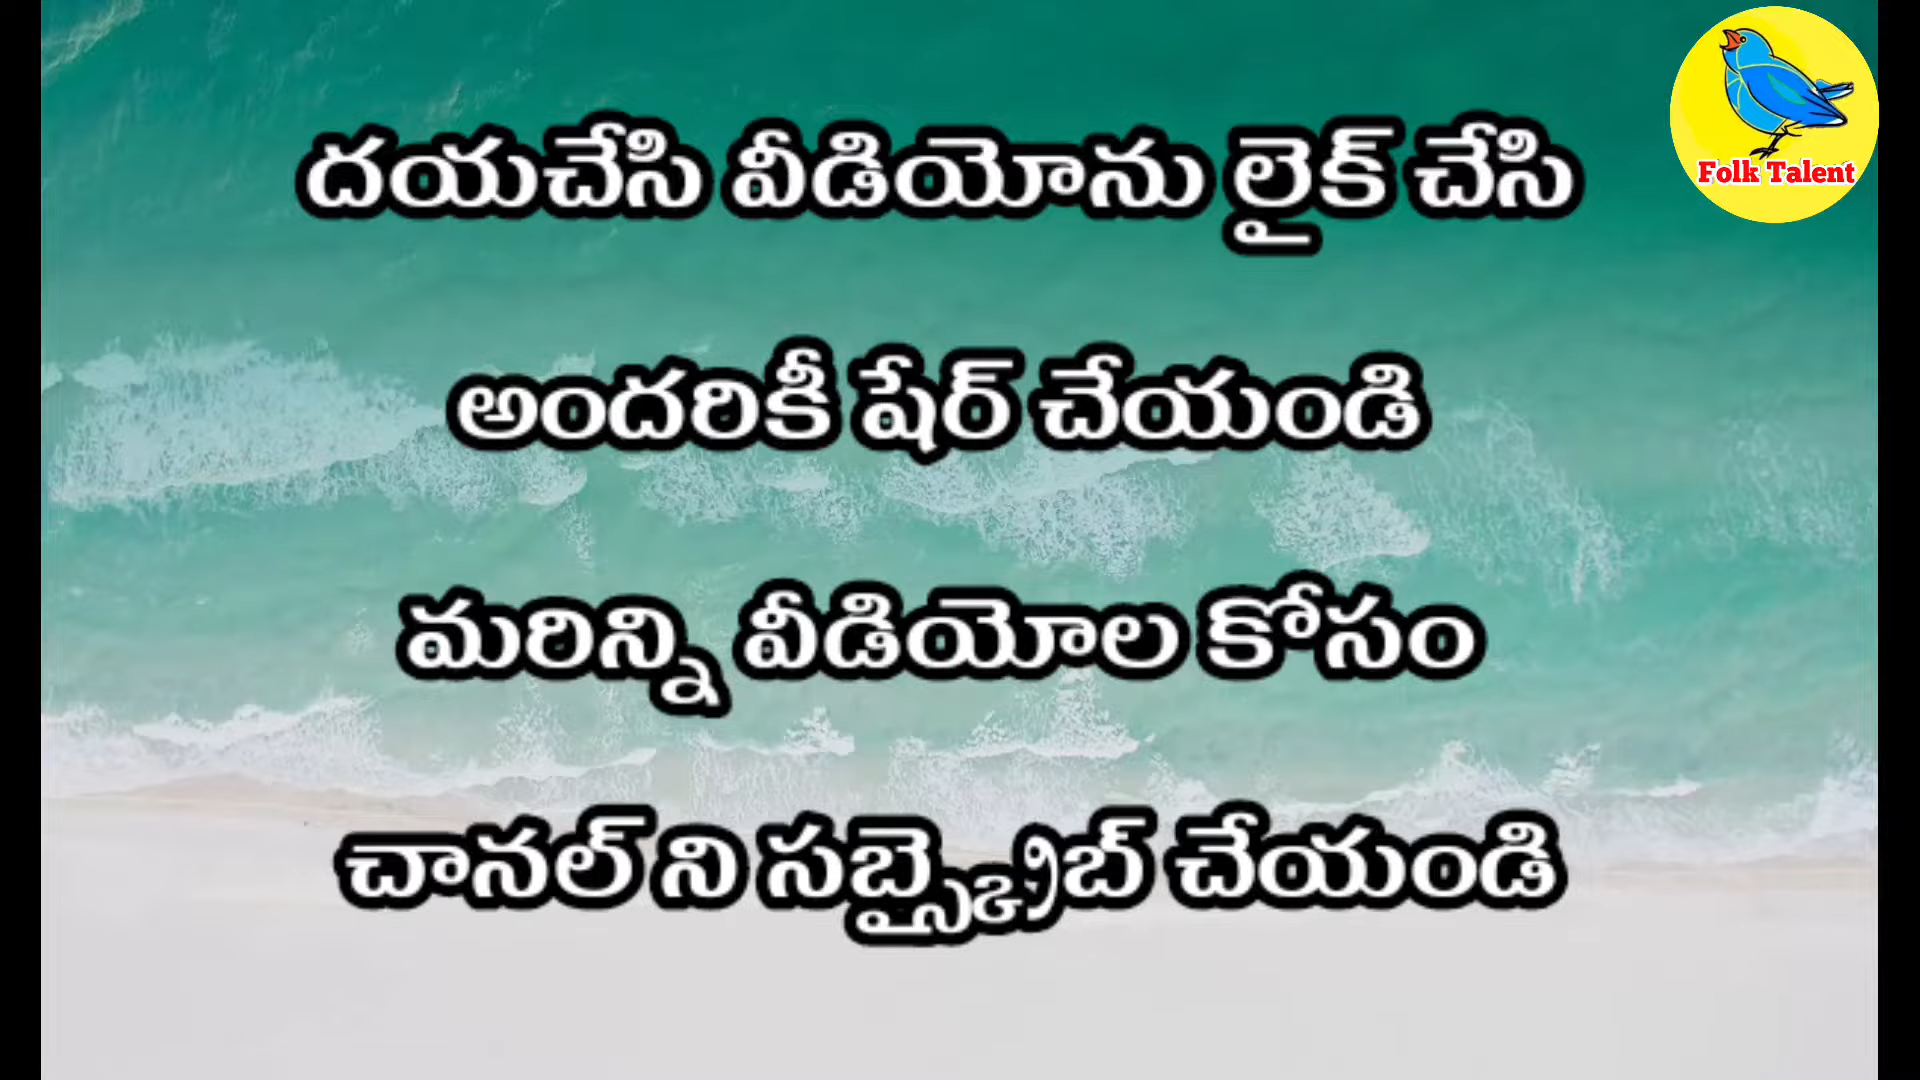 దయచేసి వీడియోను లైక్ చేసి
అందరికీ షేర్ చేయండి
మరిన్ని వీడియోల కోసం
చానల్ ని సబ్స్క్రైబ్ చేయండి
Folk Talent